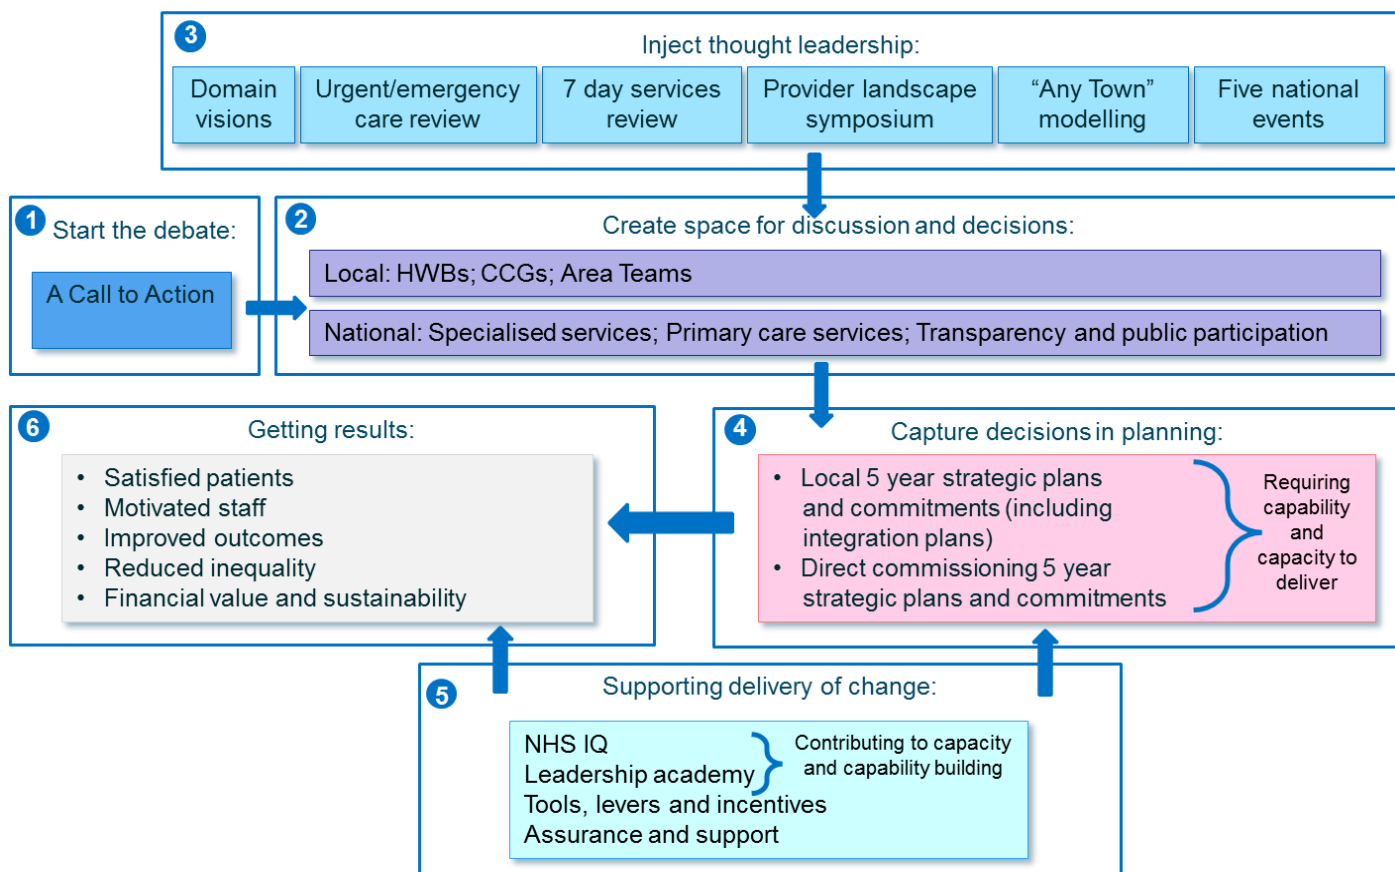 3
Inject thought leadership:
Domain
visions
Urgent/emergency
care review
7 day services
review
Provider landscape
symposium
“Any Town”
modelling
Five national
events
1
Start the debate:
A Call to Action
2
Create space for discussion and decisions:
Local: HWBs; CCGs; Area Teams
National: Specialised services; Primary care services; Transparency and public participation
6
Getting results:
• Satisfied patients
• Motivated staff
• Improved outcomes
• Reduced inequality
• Financial value and sustainability
4
Capture decisions in planning:
• Local 5 year strategic plans
and commitments (including
integration plans)
• Direct commissioning 5 year
strategic plans and commitments
Requiring
capability
and
capacity to
deliver
5
Supporting delivery of change:
NHS IQ
Leadership academy
Tools, levers and incentives
Assurance and support
Contributing to capacity
and capability building